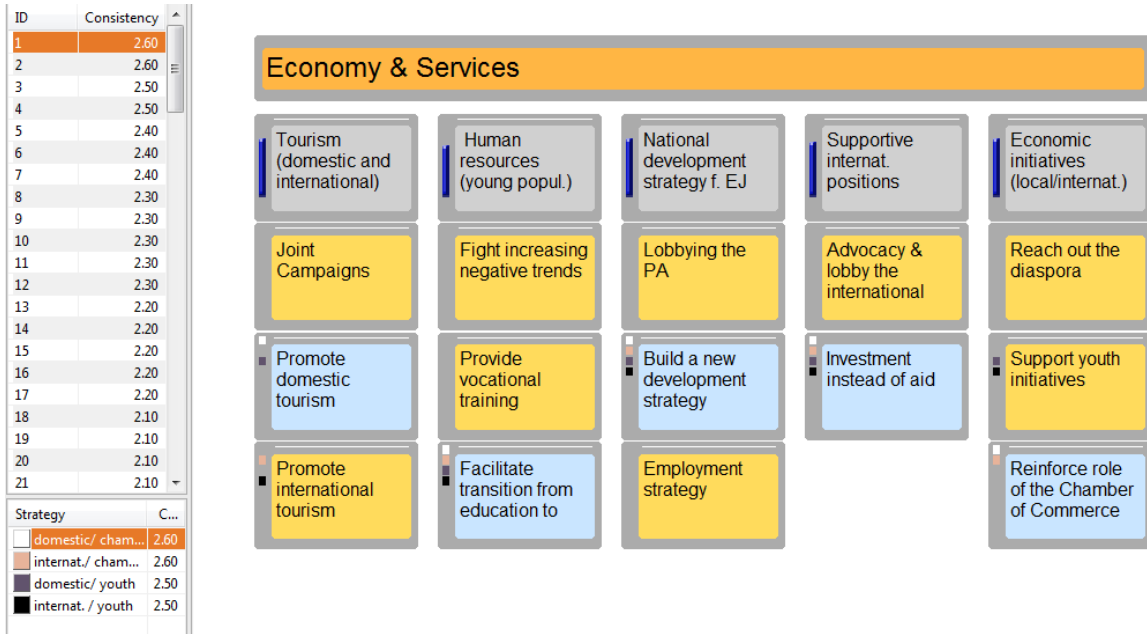 ID Consistency
1 2.60
2 2.60
3 2.50
4 2.50
5 2.40
6 2.40
7 2.40
8 2.30
9 2.30
10 2.30
11 2.30
12 2.30
13 2.20
14 2.20
15 2.20
16 2.20
17 2.20
18 2.10
19 2.10
20 2.10
21 2.10
Strategy C...
domestic/ cham... 2.60
internat./ cham... 2.60
domestic/ youth 2.50
internat. / youth 2.50
Economy & Services
Tourism
(domestic and
international)
Human
resources
(young popul.)
National
development
strategy f. EJ
Supportive
internat.
positions
Economic
initiatives
(local/internat.)
Joint
Campaigns
Fight increasing
negative trends
Lobbying the
PA
Advocacy &
lobby the
international
Reach out the
diaspora
Promote
domestic
tourism
Provide
vocational
training
Build a new
development
strategy
Investment
instead of aid
Support youth
initiatives
Promote
international
tourism
Facilitate
transition from
education to
Employment
strategy
Reinforce role
of the Chamber
of Commerce